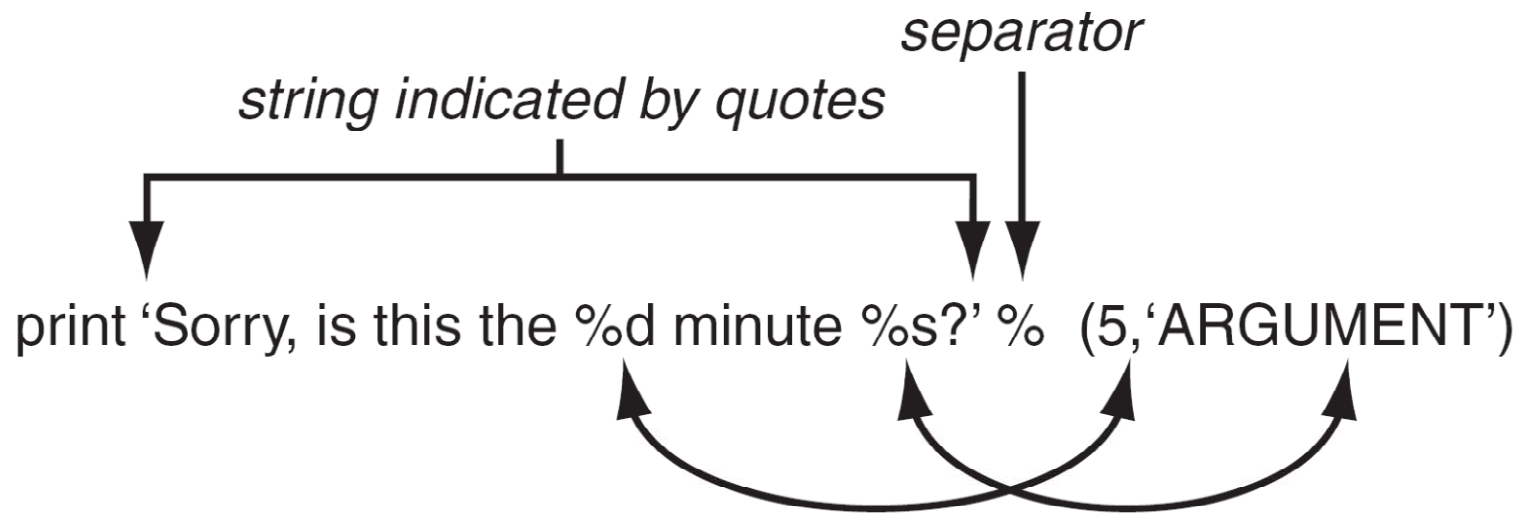 separator
string indicated by quotes
print ‘Sorry, is this the %d minute %s?’ % (5,‘ARGUMENT’)